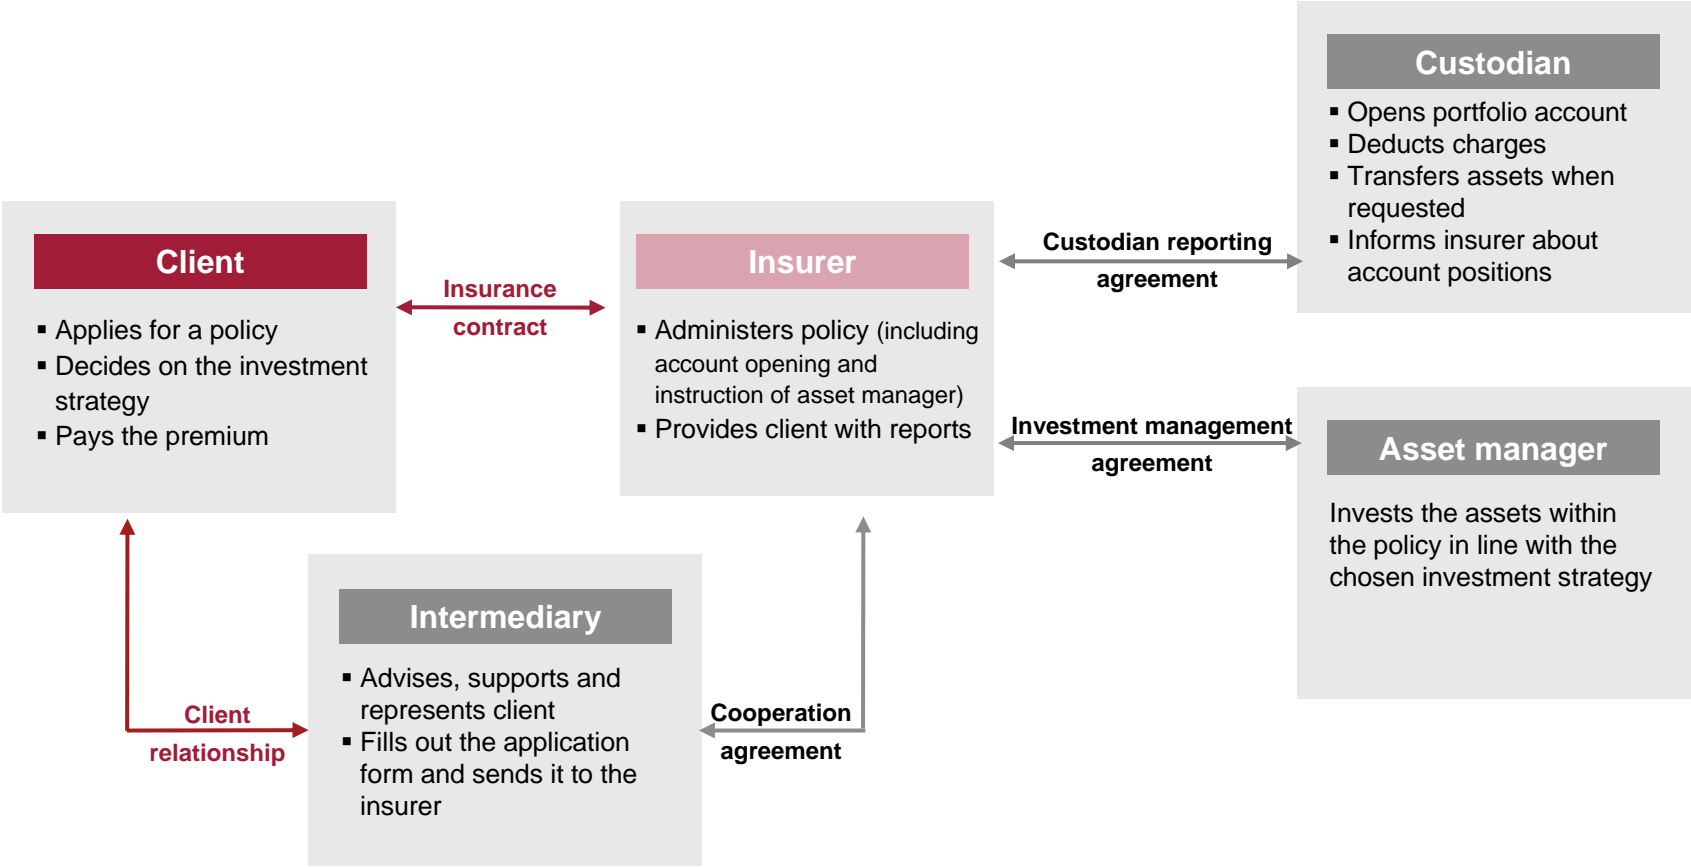 Custodian
▪ Opens portfolio account
▪ Deducts charges
▪ Transfers assets when
requested
▪ Informs insurer about
account positions
Client
▪ Applies for a policy
▪ Decides on the investment
strategy
▪ Pays the premium
Insurance
contract
Insurer
▪ Administers policy (including
account opening and
instruction of asset manager)
▪ Provides client with reports
Custodian reporting
agreement
Investment management
agreement
Asset manager
Invests the assets within
the policy in line with the
chosen investment strategy
Client
relationship
Intermediary
▪ Advises, supports and
represents client
▪ Fills out the application
form and sends it to the
insurer
Cooperation
agreement